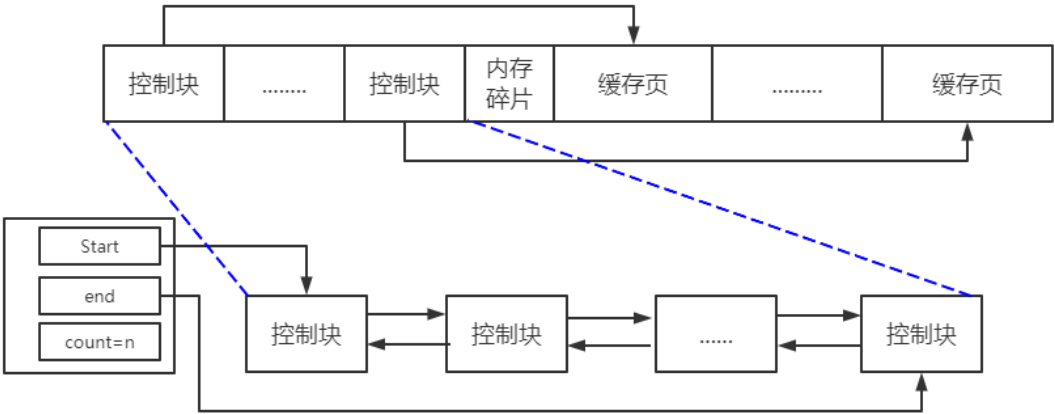 控制块
........
控制块
内存
碎片
缓存页
.........
缓存页
Start
end
count=n
控制块
控制块
......
控制块